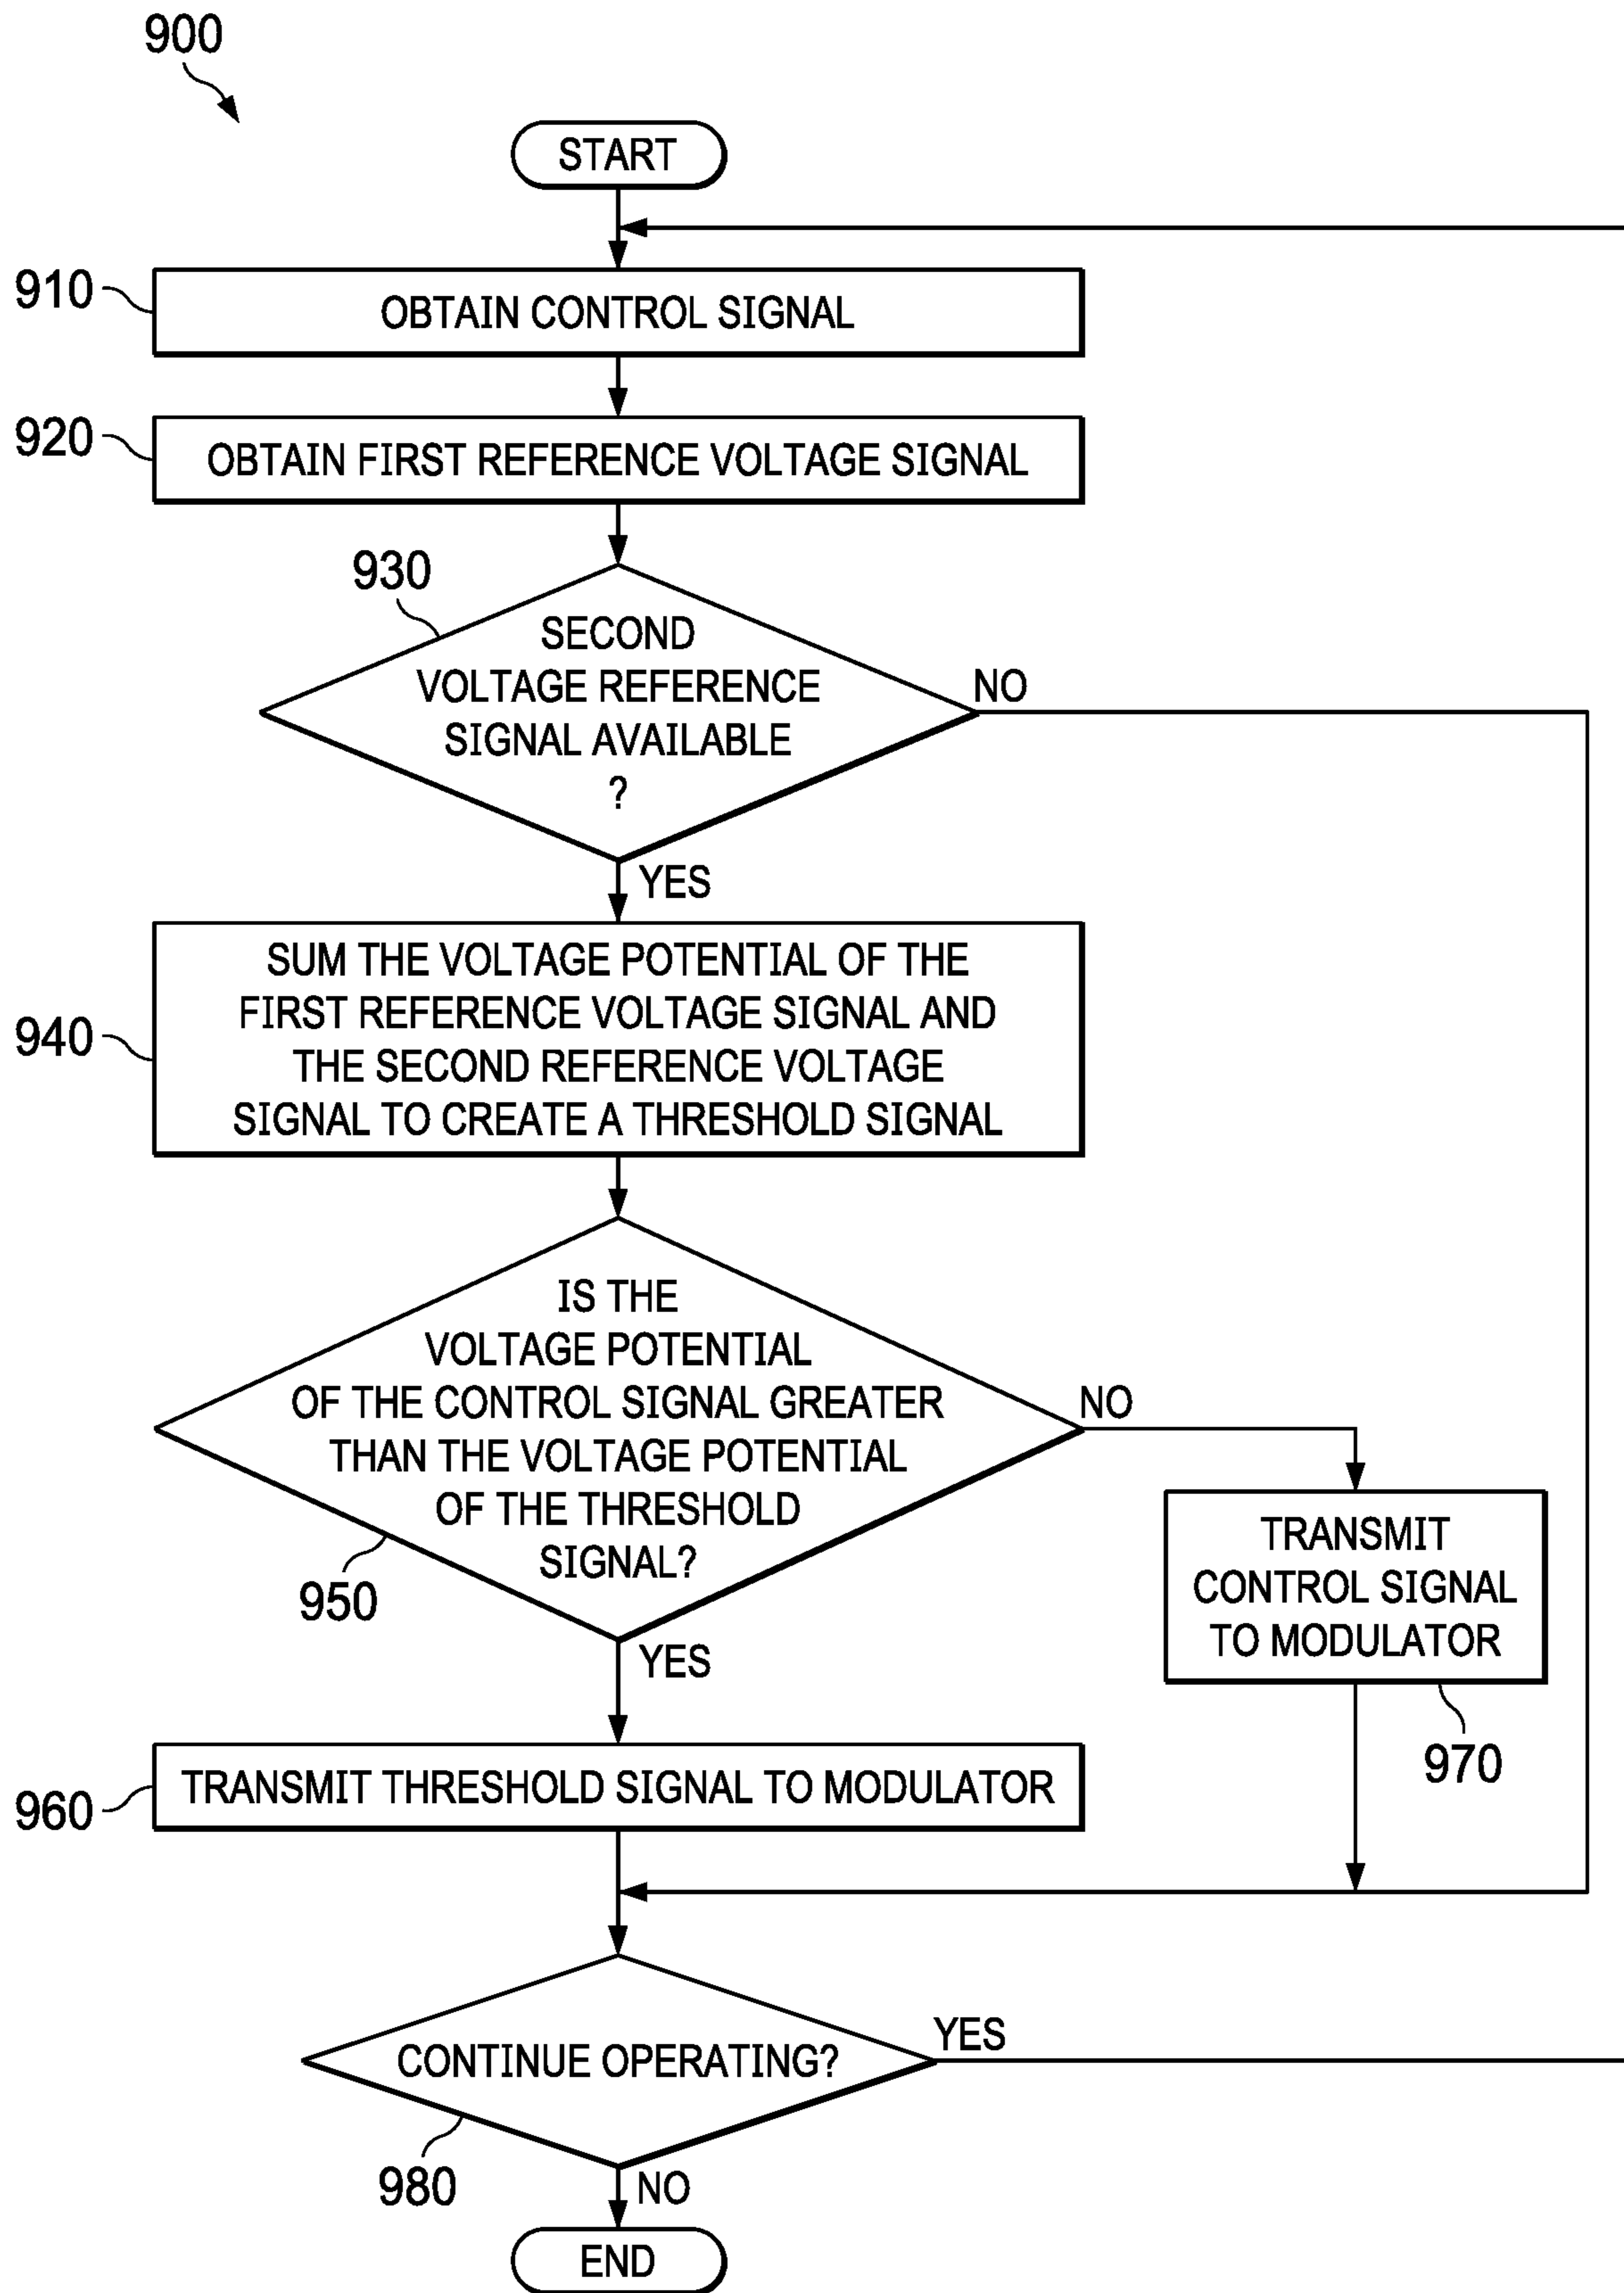 900
START
910
OBTAIN CONTROL SIGNAL
920
OBTAIN FIRST REFERENCE VOLTAGE SIGNAL
930
SECOND
VOLTAGE REFERENCE
SIGNAL AVAILABLE
?
NO
YES
940
SUM THE VOLTAGE POTENTIAL OF THE
FIRST REFERENCE VOLTAGE SIGNAL AND
THE SECOND REFERENCE VOLTAGE
SIGNAL TO CREATE A THRESHOLD SIGNAL
IS THE
VOLTAGE POTENTIAL
OF THE CONTROL SIGNAL GREATER
THAN THE VOLTAGE POTENTIAL
OF THE THRESHOLD
SIGNAL?
950
NO
YES
TRANSMIT
CONTROL SIGNAL
TO MODULATOR
970
960
TRANSMIT THRESHOLD SIGNAL TO MODULATOR
CONTINUE OPERATING?
YES
980
NO
END